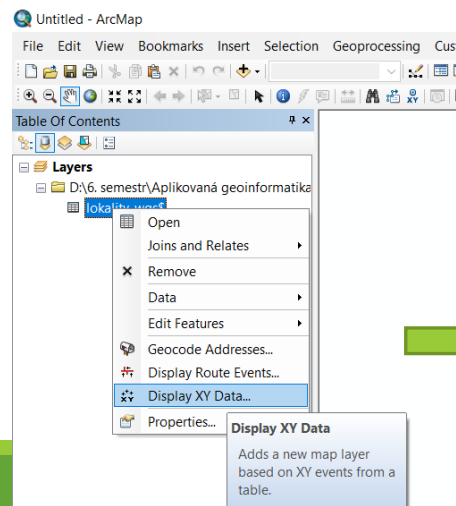 Untitled - ArcMap
File Edit View Bookmarks Insert Selection Geoprocessing Cus
Table Of Contents
Layers
D:\6. semestr\Aplikovaná geoinformatika
lokality_wgs$
Open
Joins and Relates
Remove
Data
Edit Features
Geocode Addresses...
Display Route Events...
Display XY Data...
Properties...
Display XY Data
Adds a new map layer
based on XY events from a
table.